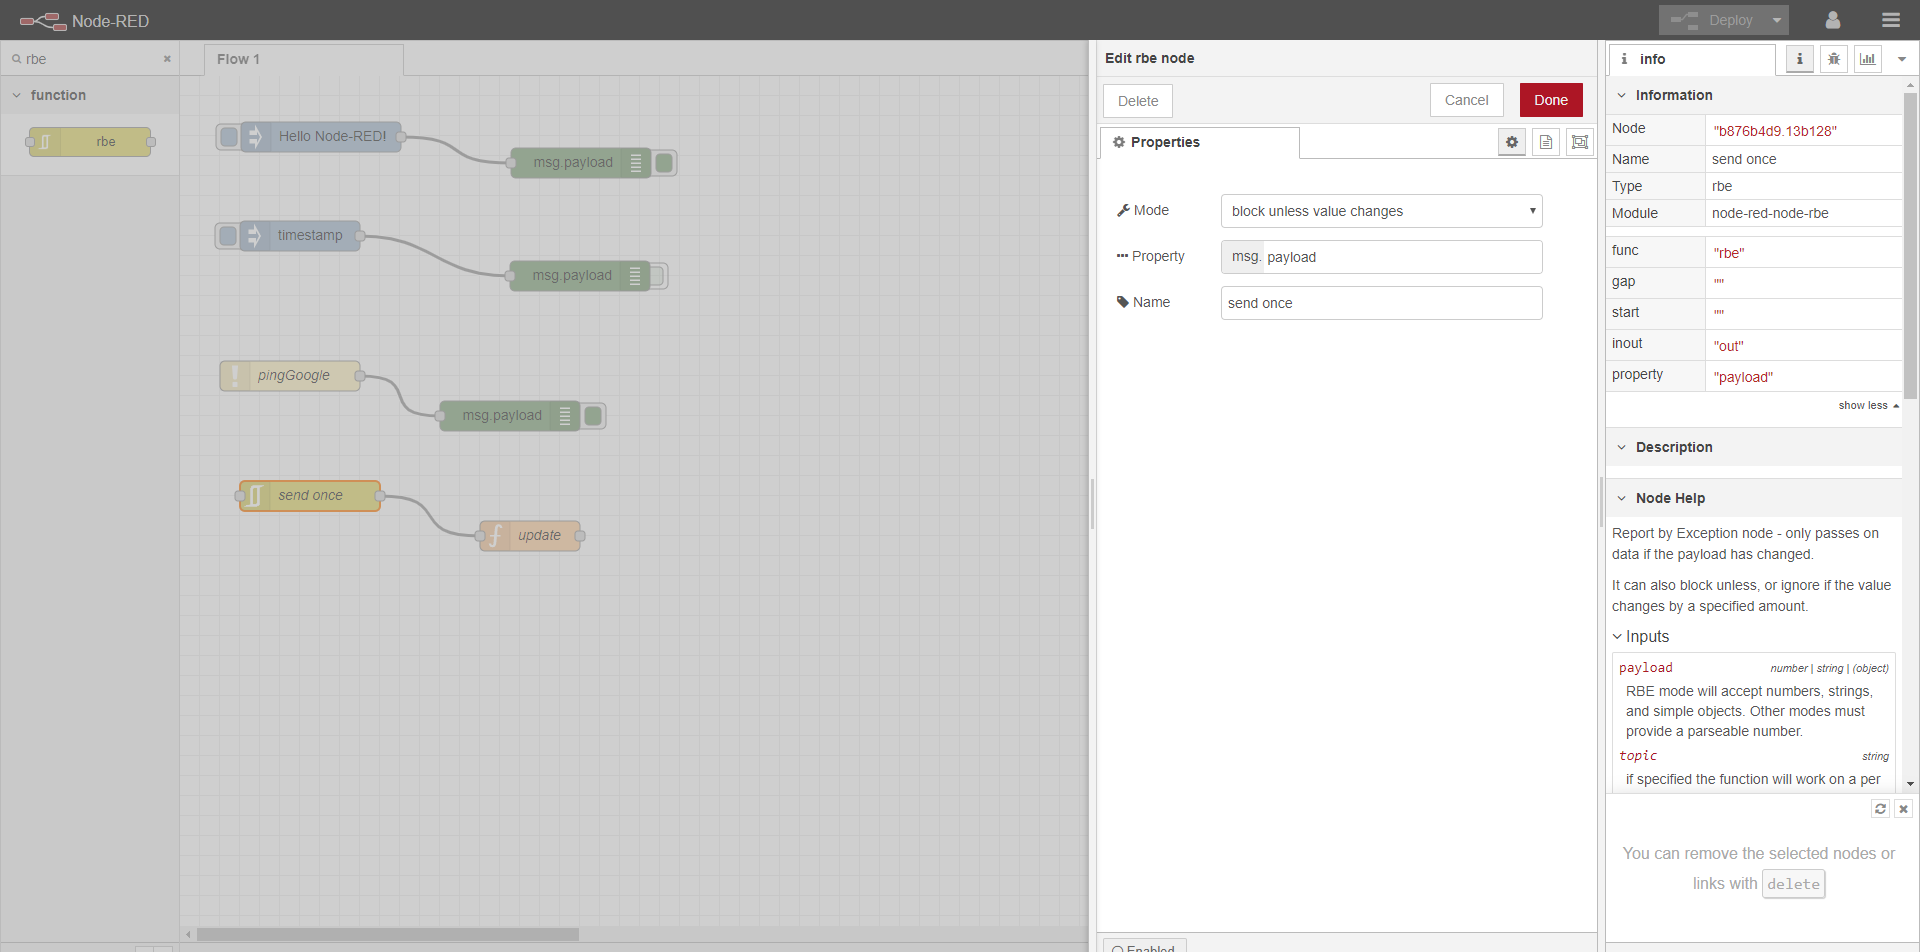 Node-RED
Deploy
rbe
function
rbe
Flow 1
Hello Node-RED!
msg.payload
timestamp
msg.payload
pingGoogle
msg.payload
send once
update
Edit rbe node
Delete
Cancel
Done
Properties
Mode
block unless value changes
Property
msg. payload
Name
send once
Enabled
info
Information
Node "b876b4d9.13b128"
Name send once
Type rbe
Module node-red-node-rbe
func "rbe"
gap ""
start ""
inout "out"
property "payload"
show less
Description
Node Help
Report by Exception node - only passes on
data if the payload has changed.
It can also block unless, or ignore if the value
changes by a specified amount.
Inputs
payload number | string | (object)
RBE mode will accept numbers, strings,
and simple objects. Other modes must
provide a parseable number.
topic string
if specified the function will work on a per
You can remove the selected nodes or
links with delete